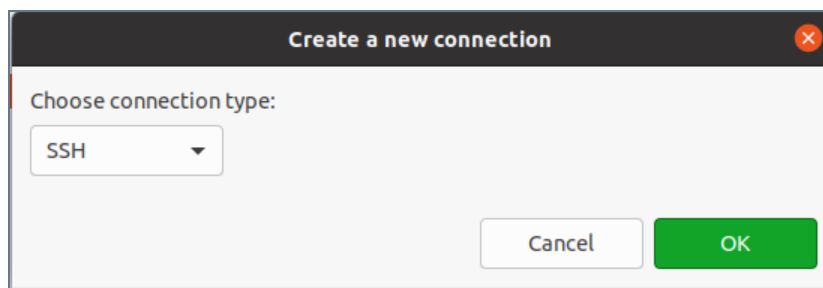 Create a new connection
Choose connection type:
SSH
Cancel OK